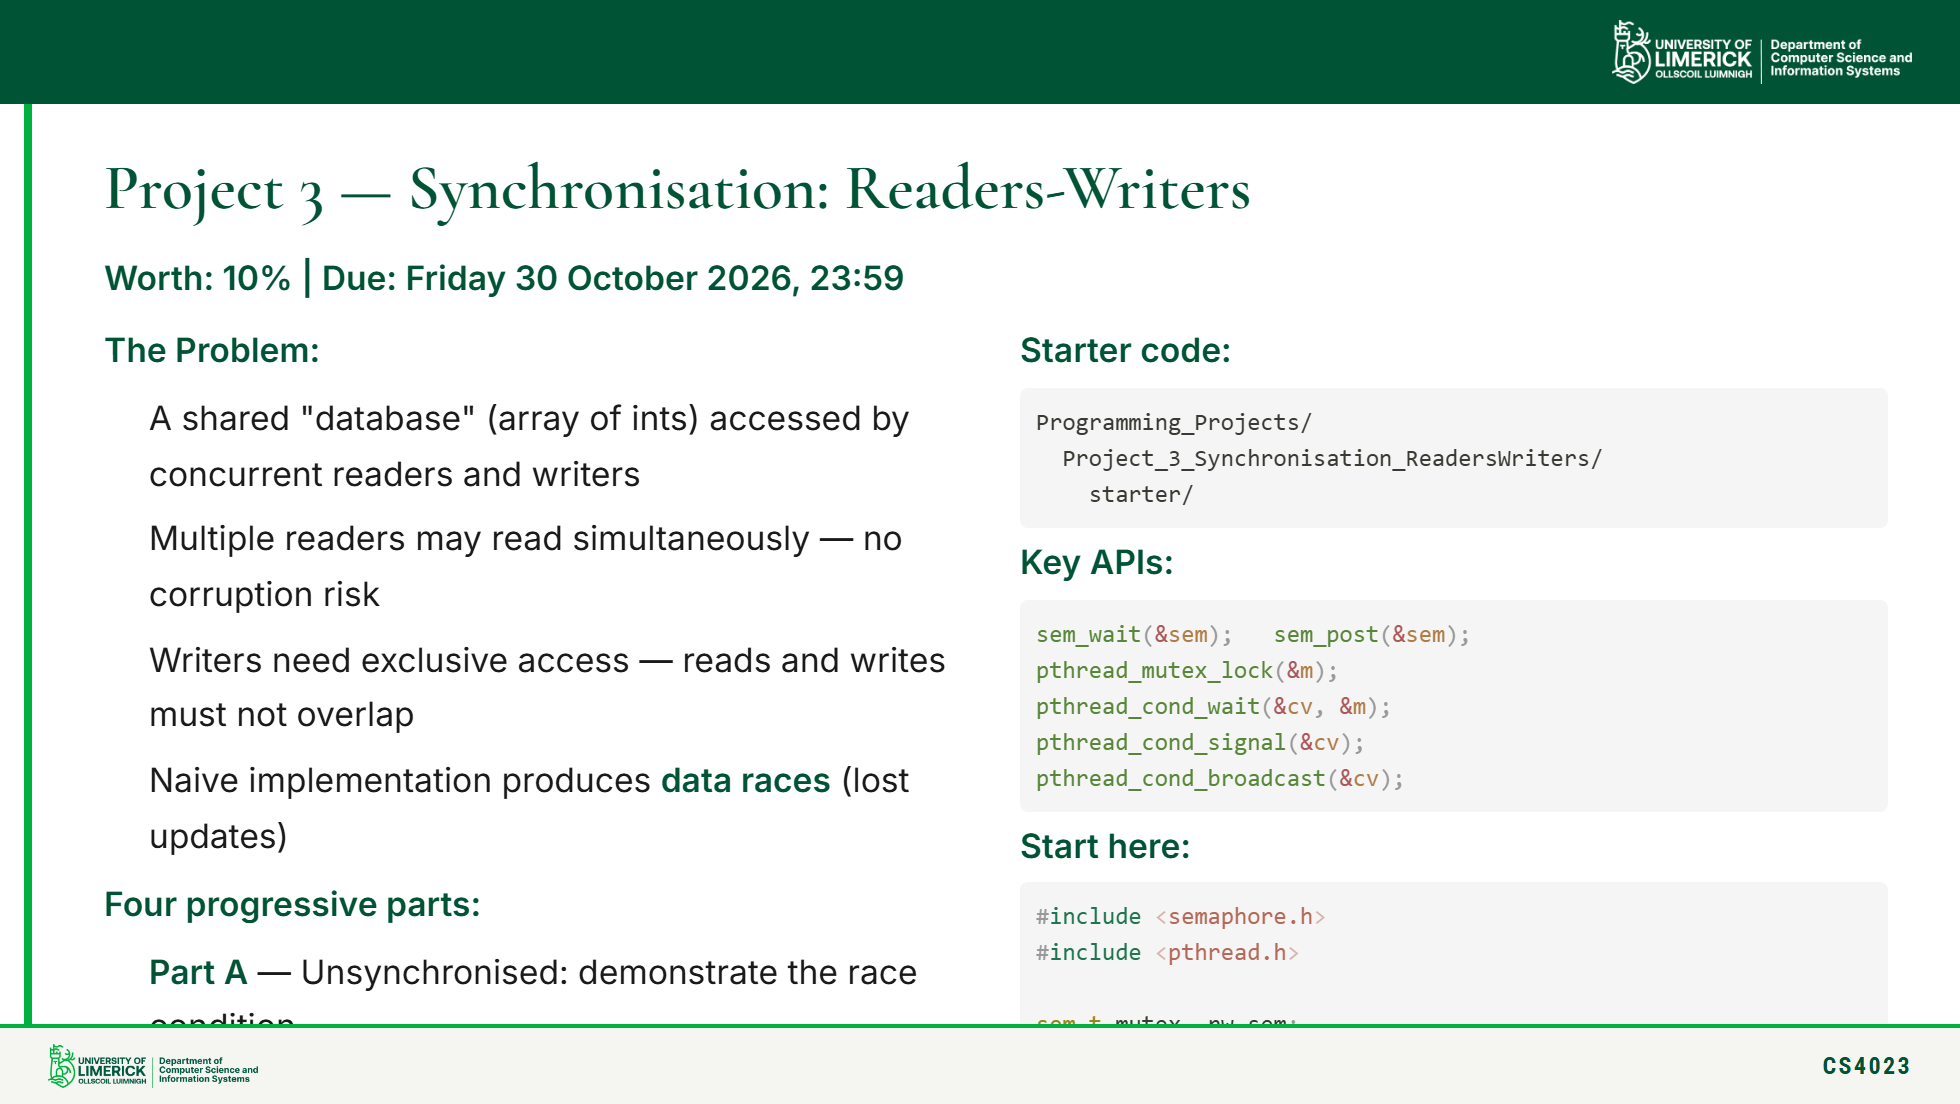 UNIVERSITY OF
LIMERICK
OLLSCOIL LUIMNIGH
Department of
Computer Science and
Information Systems
Project 3 — Synchronisation: Readers-Writers
Worth: 10% | Due: Friday 30 October 2026, 23:59
The Problem:
A shared "database" (array of ints) accessed by
concurrent readers and writers
Multiple readers may read simultaneously — no
corruption risk
Writers need exclusive access — reads and writes
must not overlap
Naive implementation produces data races (lost
updates)
Four progressive parts:
Part A — Unsynchronised: demonstrate the race
condition
Starter code:
Programming_Projects/
  Project_3_Synchronisation_ReadersWriters/
    starter/
Key APIs:
sem_wait(&sem);   sem_post(&sem);
pthread_mutex_lock(&m);
pthread_cond_wait(&cv, &m);
pthread_cond_signal(&cv);
pthread_cond_broadcast(&cv);
Start here:
#include <semaphore.h>
#include <pthread.h>
sem_t mutex, rw_sem;
UNIVERSITY OF
LIMERICK
OLLSCOIL LUIMNIGH
Department of
Computer Science and
Information Systems
CS4023